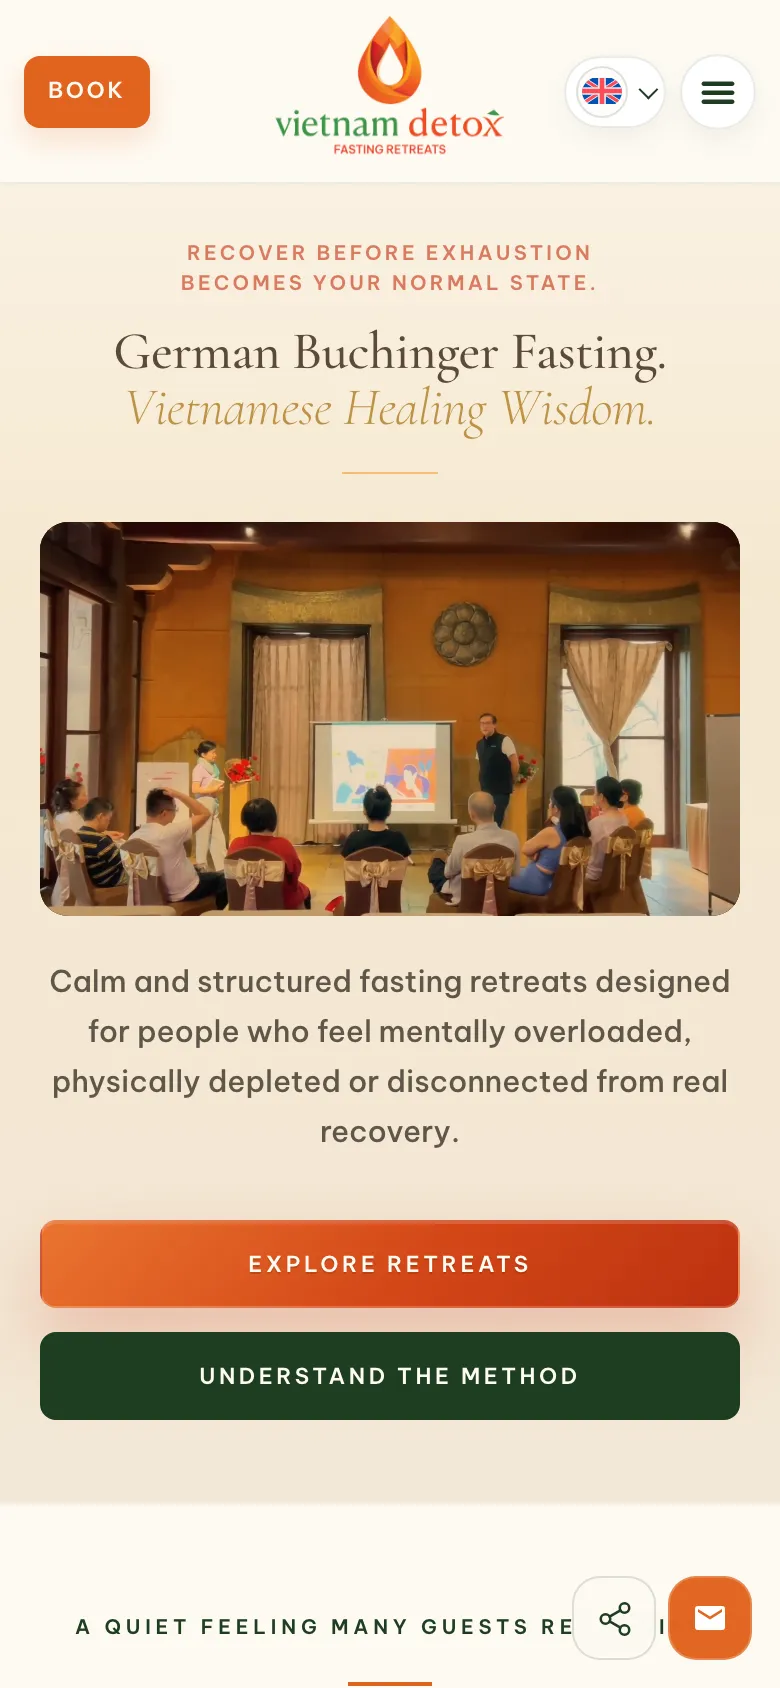 BOOK
vietnam detox
FASTING RETREATS
RECOVER BEFORE EXHAUSTION
BECOMES YOUR NORMAL STATE.
German Buchinger Fasting.
Vietnamese Healing Wisdom.
Calm and structured fasting retreats designed
for people who feel mentally overloaded,
physically depleted or disconnected from real
recovery.
EXPLORE RETREATS
UNDERSTAND THE METHOD
A QUIET FEELING MANY GUESTS